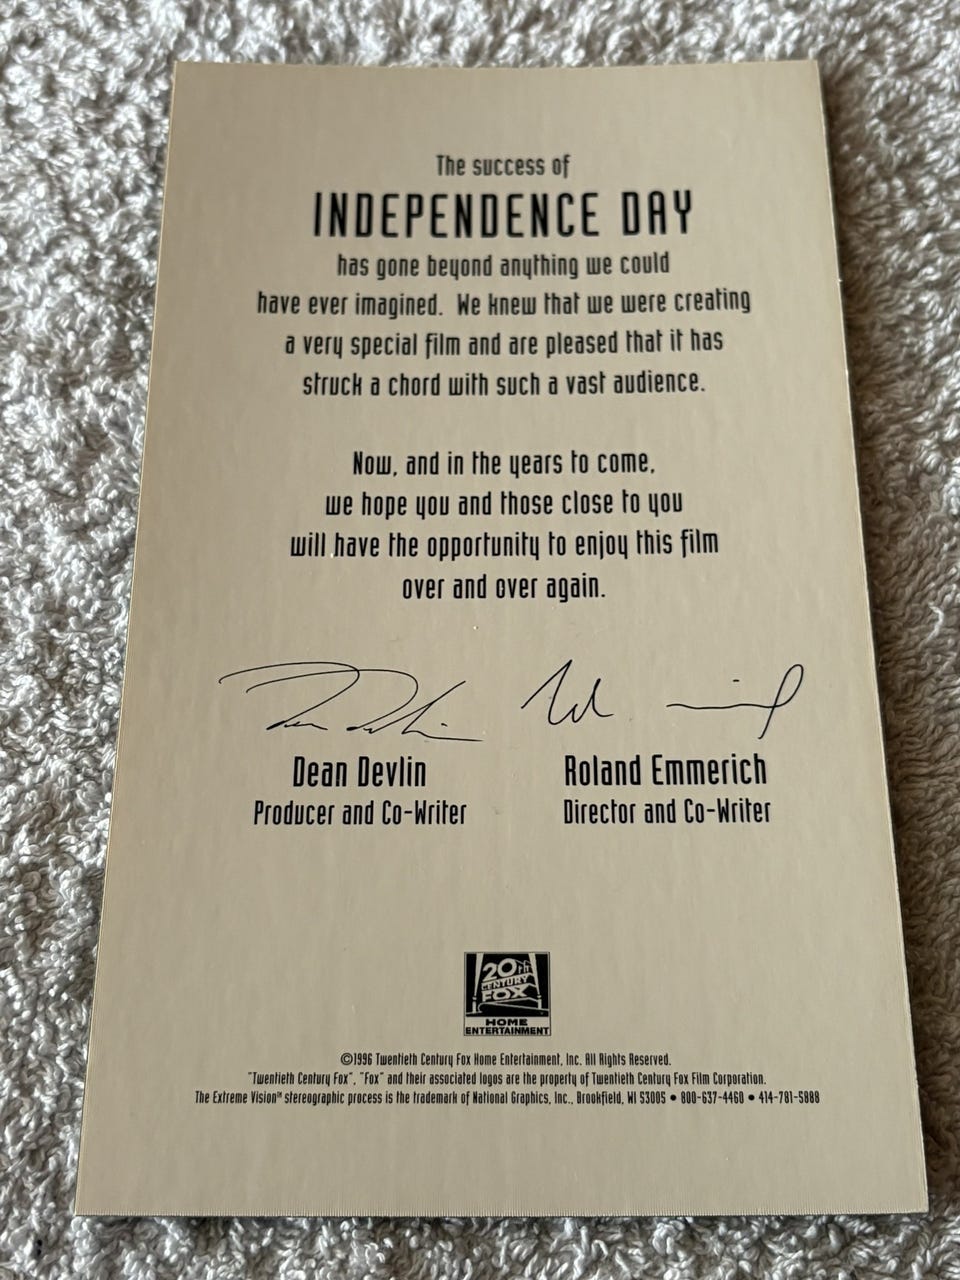 The success of
INDEPENDENCE DAY
has gone beyond anything we could
have ever imagined. We knew that we were creating
a very special film and are pleased that it has
struck a chord with such a vast audience.
Now, and in the years to come,
we hope you and those close to you
will have the opportunity to enjoy this film
over and over again.
Dean Devlin Roland Emmerich
Producer and Co-Writer Director and Co-Writer
20th
CENTURY
FOX
HOME
ENTERTAINMENT
©1996 Twentieth Century Fox Home Entertainment, Inc. All Rights Reserved.
"Twentieth Century Fox", "Fox" and their associated logos are the property of Twentieth Century Fox Film Corporation.
The Extreme Vision™ stereographic process is the trademark of National Graphics, Inc., Brookfield, WI 53005 • 800-637-4460 • 414-781-5888